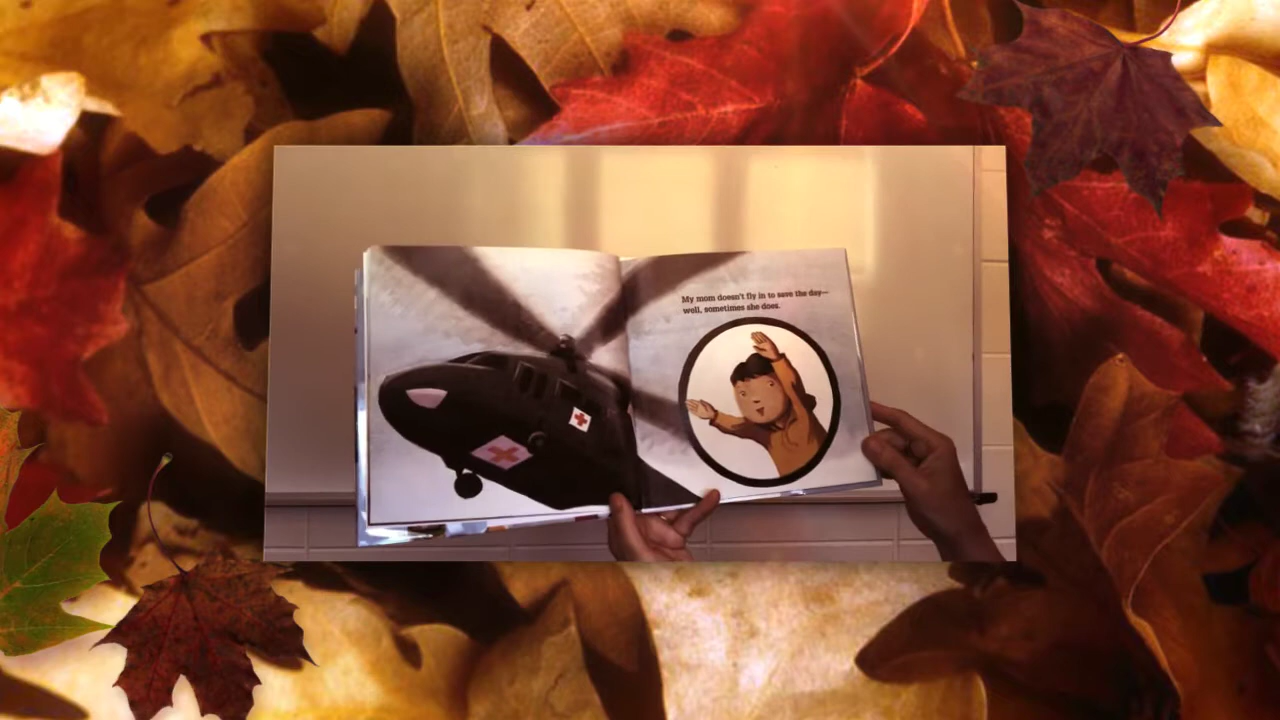 My mom doesn't fly in to save the day—
well, sometimes she does.